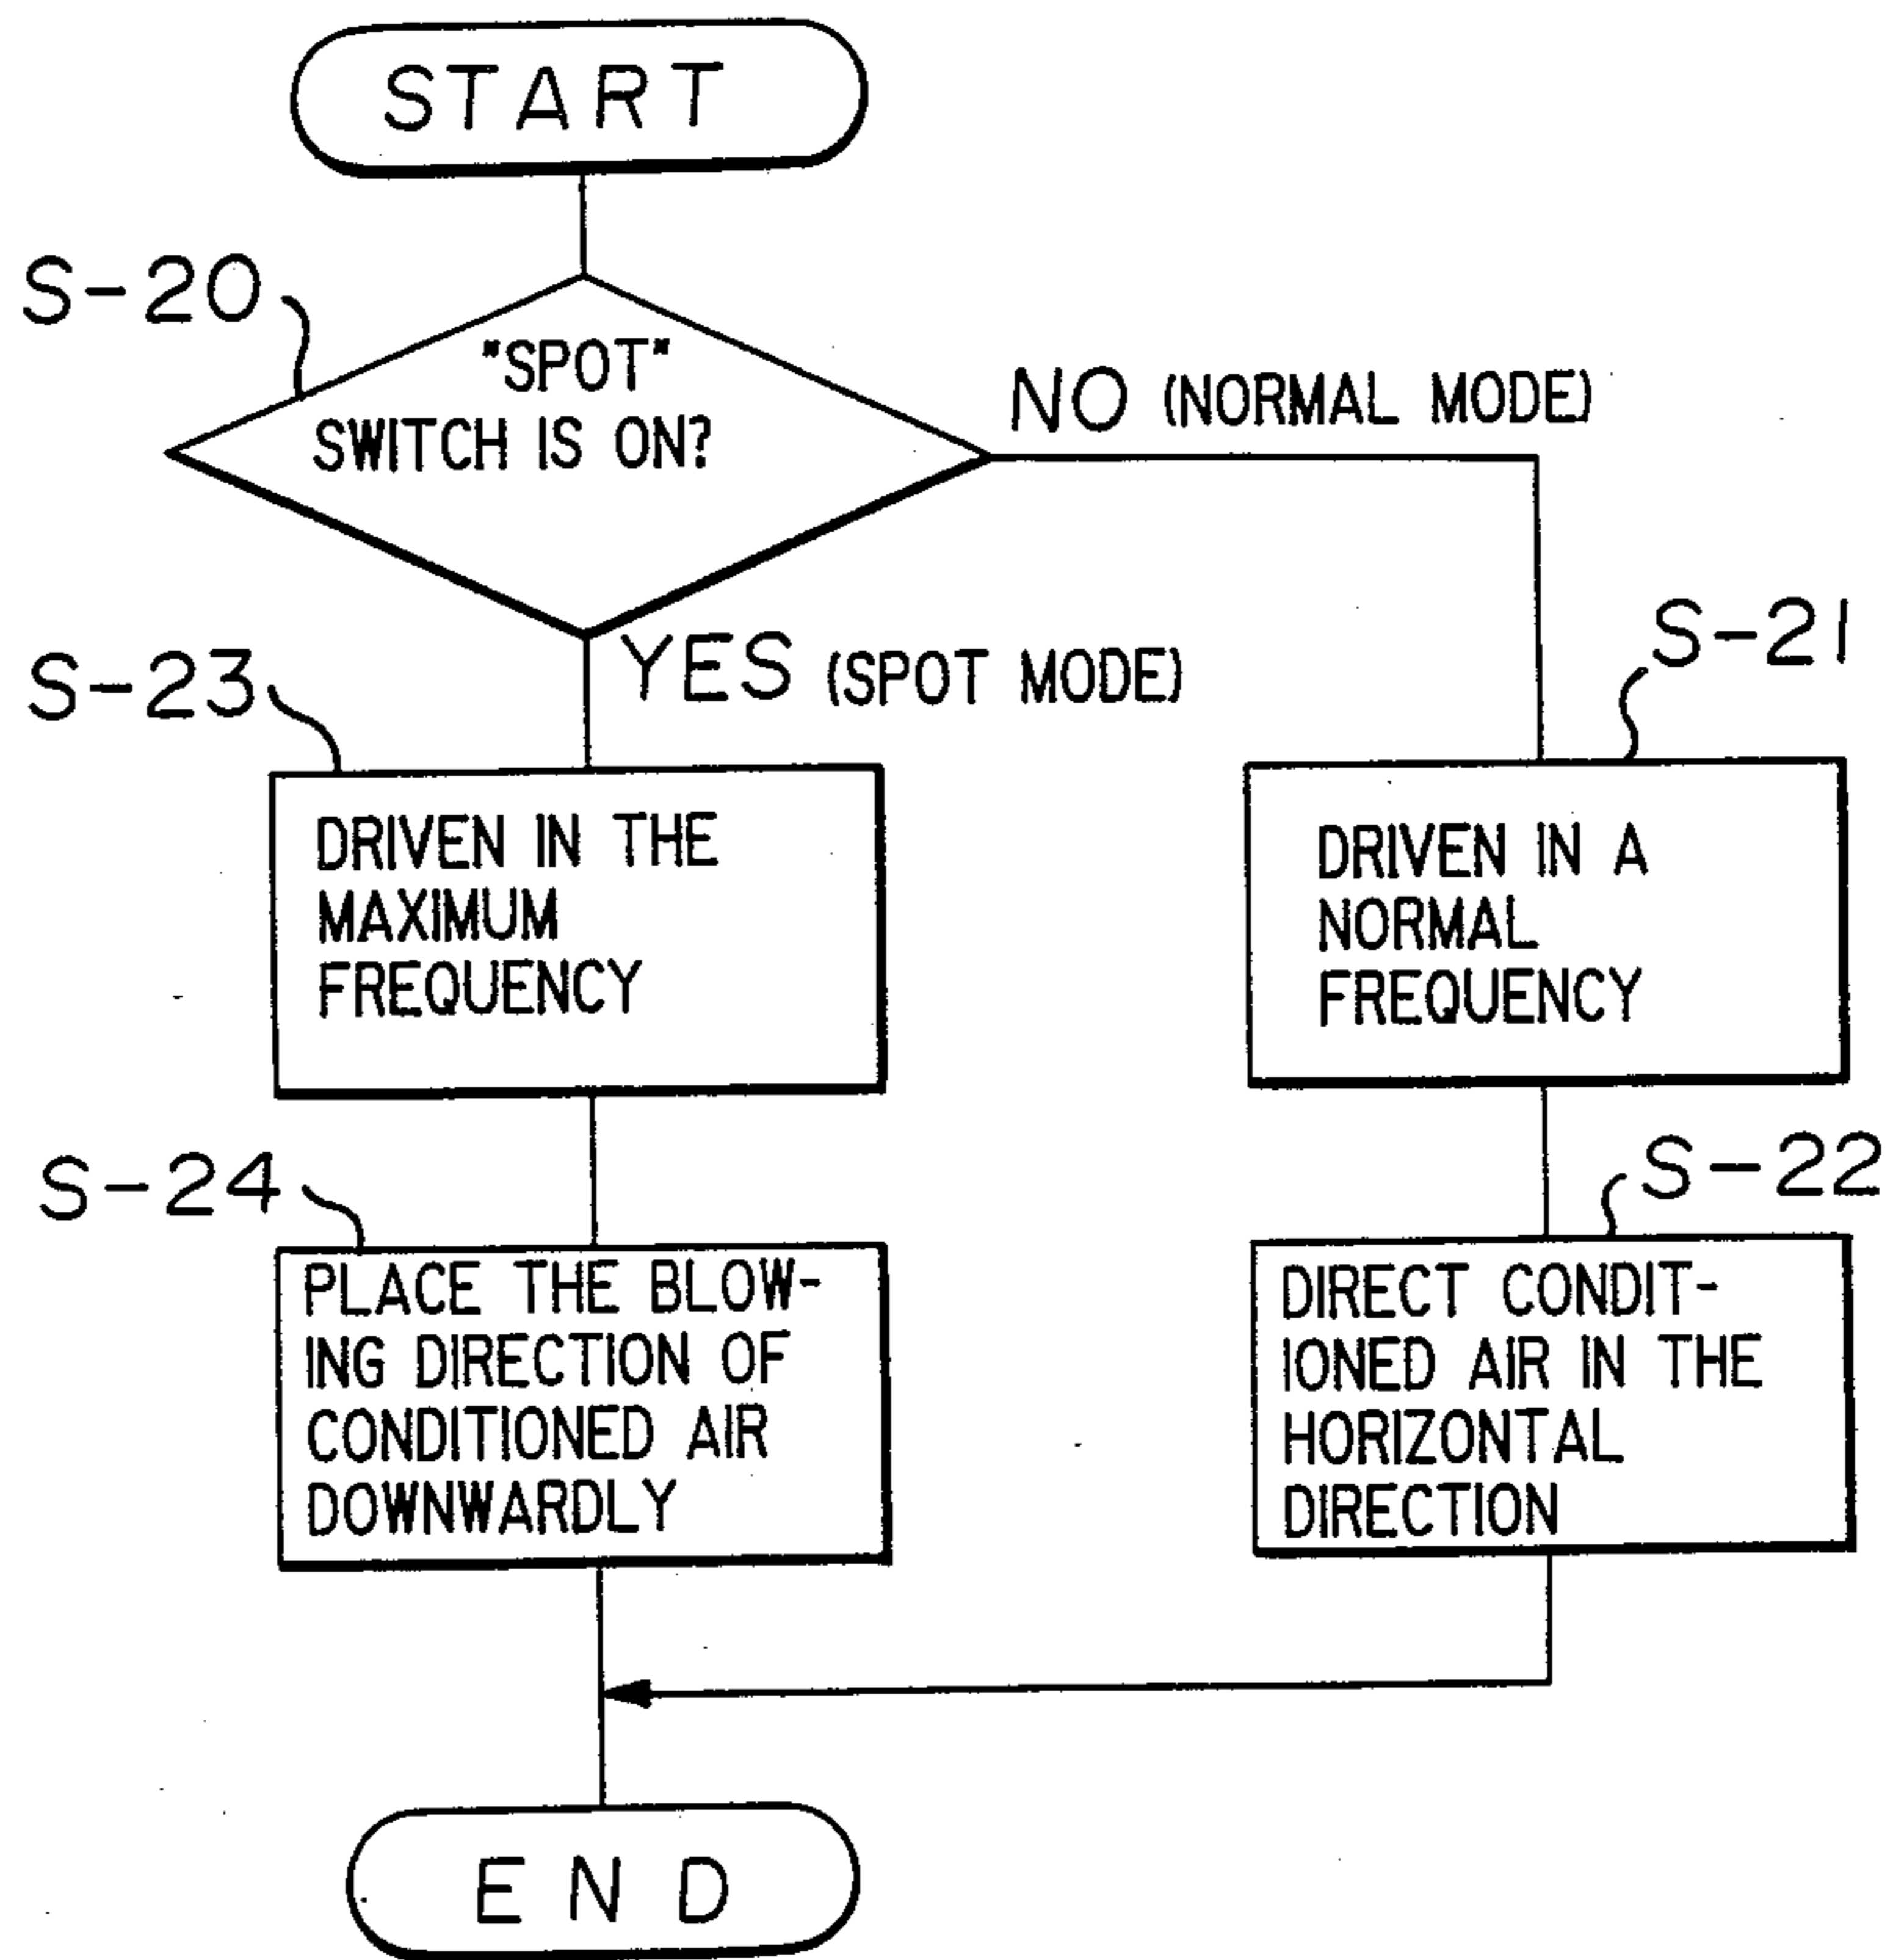 START
S-20
"SPOT"
SWITCH IS ON?
NO (NORMAL MODE)
YES (SPOT MODE)
S-23
DRIVEN IN THE
MAXIMUM
FREQUENCY
S-21
DRIVEN IN A
NORMAL
FREQUENCY
S-24
PLACE THE BLOW-
ING DIRECTION OF
CONDITIONED AIR
DOWNWARDLY
S-22
DIRECT CONDIT-
IONED AIR IN THE
HORIZONTAL
DIRECTION
END